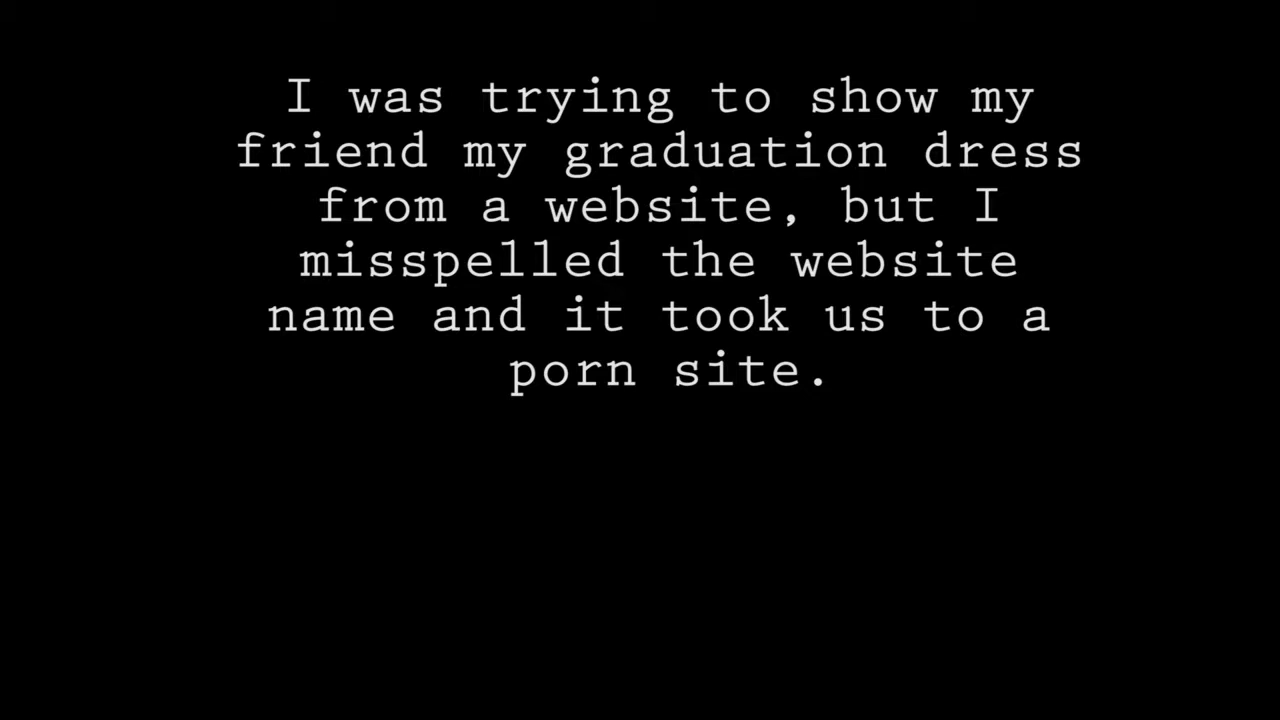 I was trying to show my
friend my graduation dress
from a website, but I
misspelled the website
name and it took us to a
porn site.